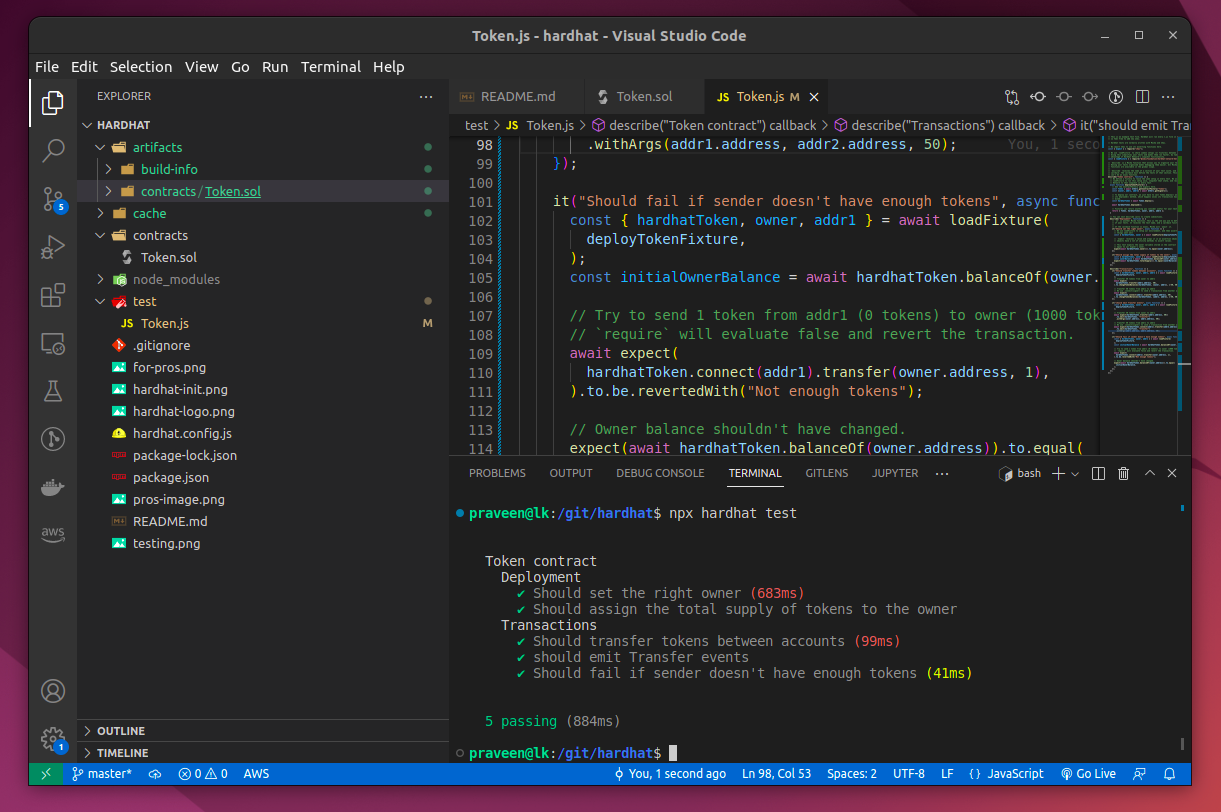 Token.js - hardhat - Visual Studio Code
File Edit Selection View Go Run Terminal Help
EXPLORER
HARDHAT
artifacts
build-info
contracts / Token.sol
cache
contracts
Token.sol
node_modules
test
JS Token.js M
.gitignore
for-pros.png
hardhat-init.png
hardhat-logo.png
hardhat.config.js
package-lock.json
package.json
pros-image.png
README.md
testing.png
OUTLINE
TIMELINE
5
aws
1
README.md Token.sol JS Token.js M
test > JS Token.js > describe("Token contract") callback > describe("Transactions") callback > it("should emit Tra
98 .withArgs(addr1.address, addr2.address, 50); You, 1 seco
99 });
100
101 it("Should fail if sender doesn't have enough tokens", async func
102 const { hardhatToken, owner, addr1 } = await loadFixture(
103 deployTokenFixture,
104 );
105 const initialOwnerBalance = await hardhatToken.balanceOf(owner.
106
107 // Try to send 1 token from addr1 (0 tokens) to owner (1000 tok
108 // `require` will evaluate false and revert the transaction.
109 await expect(
110 hardhatToken.connect(addr1).transfer(owner.address, 1),
111 ).to.be.revertedWith("Not enough tokens");
112
113 // Owner balance shouldn't have changed.
114 expect(await hardhatToken.balanceOf(owner.address)).to.equal(
PROBLEMS OUTPUT DEBUG CONSOLE TERMINAL GITLENS JUPYTER ··· bash
praveen@lk:/git/hardhat$ npx hardhat test
Token contract
Deployment
✔ Should set the right owner (683ms)
✔ Should assign the total supply of tokens to the owner
Transactions
✔ Should transfer tokens between accounts (99ms)
✔ should emit Transfer events
✔ Should fail if sender doesn't have enough tokens (41ms)
5 passing (884ms)
praveen@lk:/git/hardhat$
master* 0 0 AWS You, 1 second ago Ln 98, Col 53 Spaces: 2 UTF-8 LF {} JavaScript Go Live